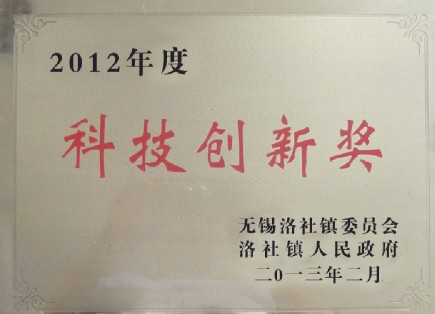 2012年度
科技创新奖
无锡洛社镇委员会
洛社镇人民政府
二0一三年二月